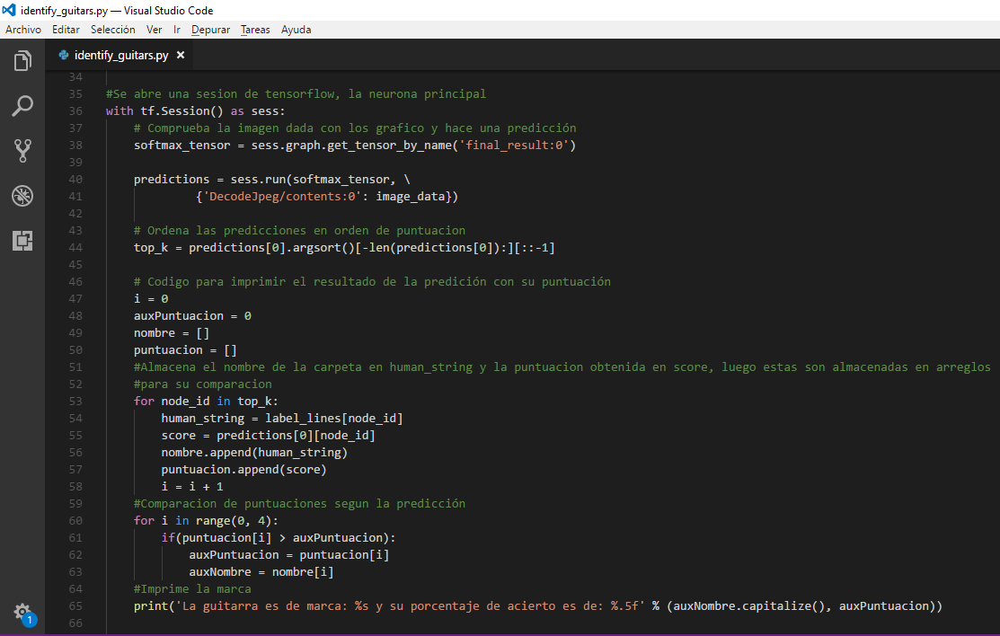 identify_guitars.py — Visual Studio Code
Archivo Editar Selección Ver Ir Depurar Tareas Ayuda
identify_guitars.py ×
34
35 #Se abre una sesion de tensorflow, la neurona principal
36 with tf.Session() as sess:
37 # Comprueba la imagen dada con los grafico y hace una predicción
38 softmax_tensor = sess.graph.get_tensor_by_name('final_result:0')
39
40 predictions = sess.run(softmax_tensor, \
41 {'DecodeJpeg/contents:0': image_data})
42
43 # Ordena las predicciones en orden de puntuacion
44 top_k = predictions[0].argsort()[-len(predictions[0]):][::-1]
45
46 # Codigo para imprimir el resultado de la predición con su puntuación
47 i = 0
48 auxPuntuacion = 0
49 nombre = []
50 puntuacion = []
51 #Almacena el nombre de la carpeta en human_string y la puntuacion obtenida en score, luego estas son almacenadas en arreglos
52 #para su comparacion
53 for node_id in top_k:
54 human_string = label_lines[node_id]
55 score = predictions[0][node_id]
56 nombre.append(human_string)
57 puntuacion.append(score)
58 i = i + 1
59 #Comparacion de puntuaciones segun la predicción
60 for i in range(0, 4):
61 if(puntuacion[i] > auxPuntuacion):
62 auxPuntuacion = puntuacion[i]
63 auxNombre = nombre[i]
64 #Imprime la marca
65 print('La guitarra es de marca: %s y su porcentaje de acierto es de: %.5f' % (auxNombre.capitalize(), auxPuntuacion))
66
1